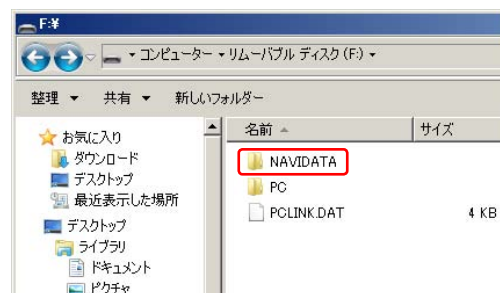 F:¥
コンピューター ▾ リムーバブル ディスク (F:) ▾
整理 ▼ 共有 ▼ 新しいフォルダー
お気に入り
ダウンロード
デスクトップ
最近表示した場所
デスクトップ
ライブラリ
ドキュメント
ピクチャ
名前 サイズ
NAVIDATA
PC
PCLINK.DAT 4 KB